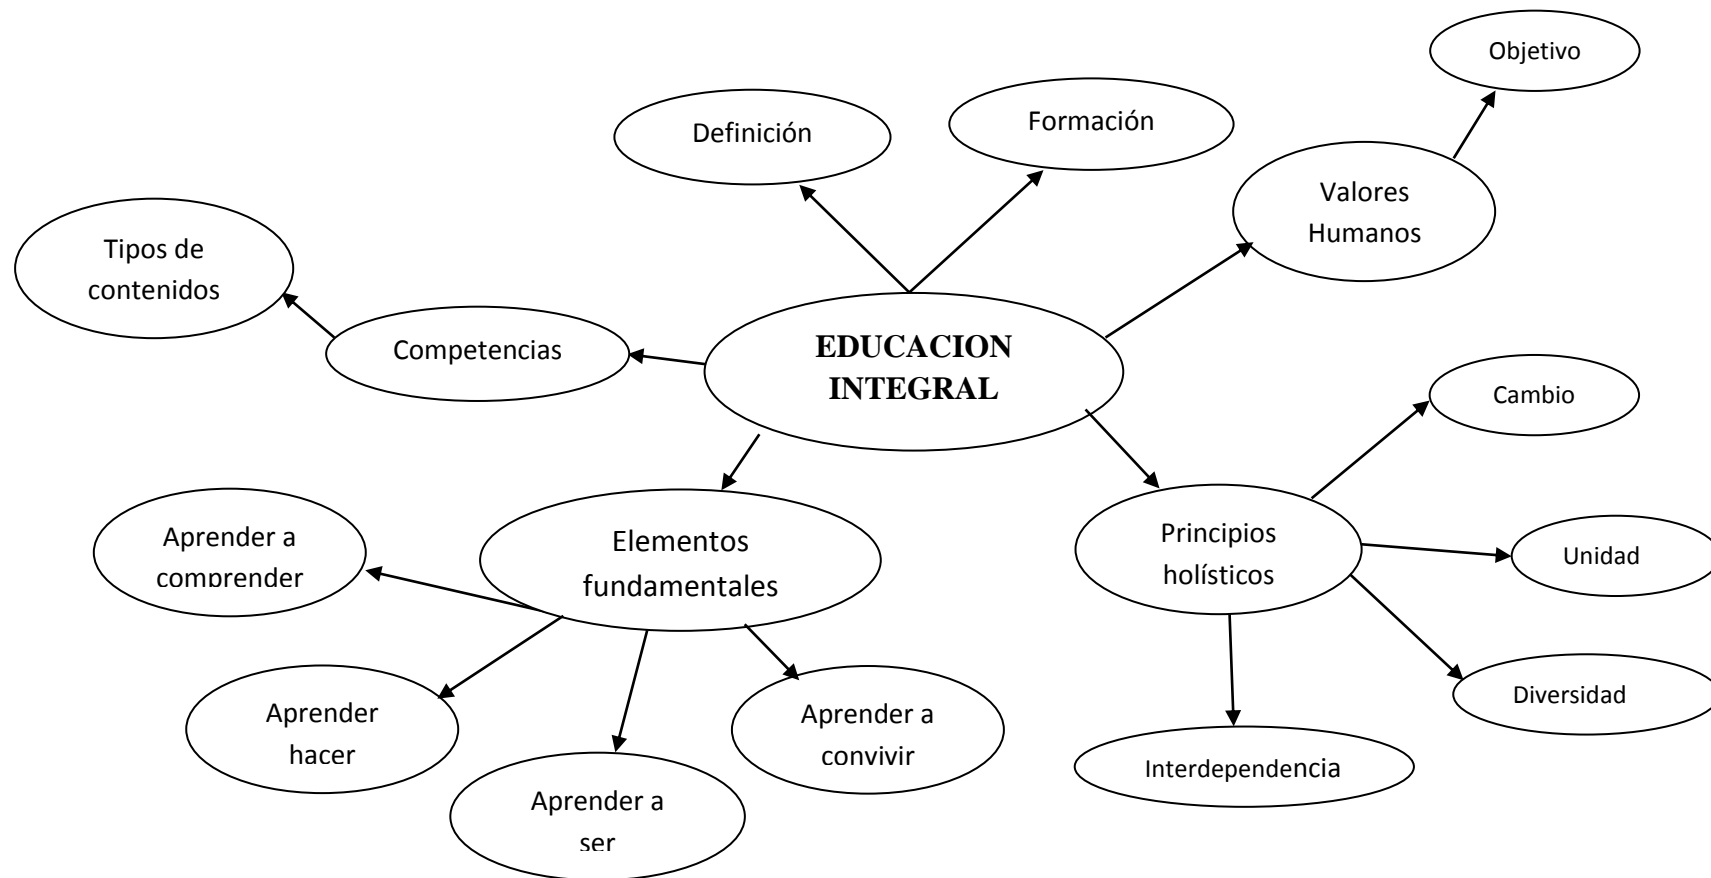 Objetivo
Definición
Formación
Valores
Humanos
Tipos de
contenidos
Competencias
EDUCACION
INTEGRAL
Cambio
Aprender a
comprender
Elementos
fundamentales
Principios
holísticos
Unidad
Diversidad
Aprender
hacer
Aprender a
convivir
Interdependencia
Aprender a
ser